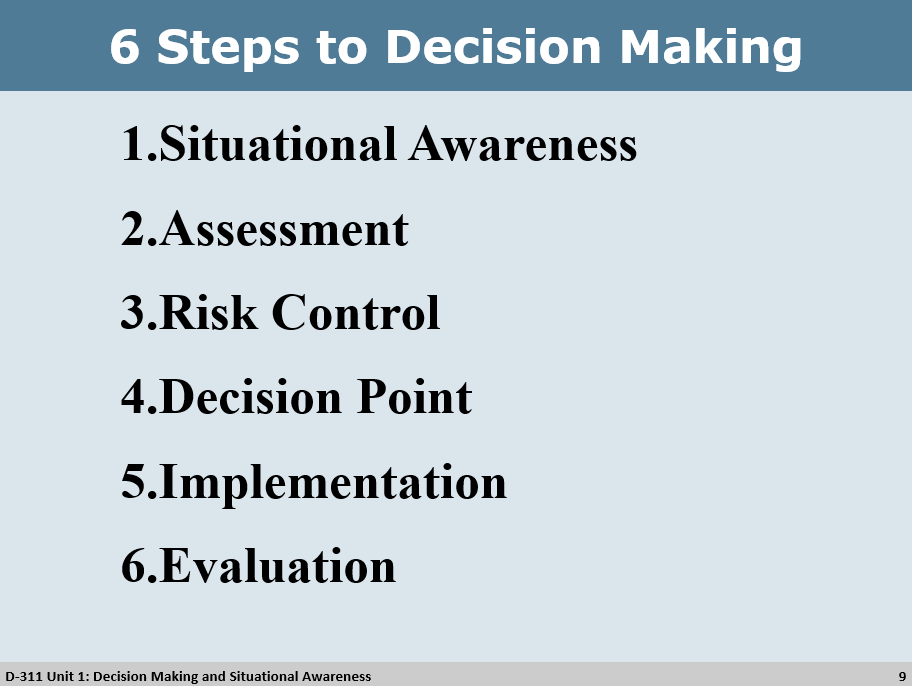 6 Steps to Decision Making
1.Situational Awareness
2.Assessment
3.Risk Control
4.Decision Point
5.Implementation
6.Evaluation
D-311 Unit 1: Decision Making and Situational Awareness 9